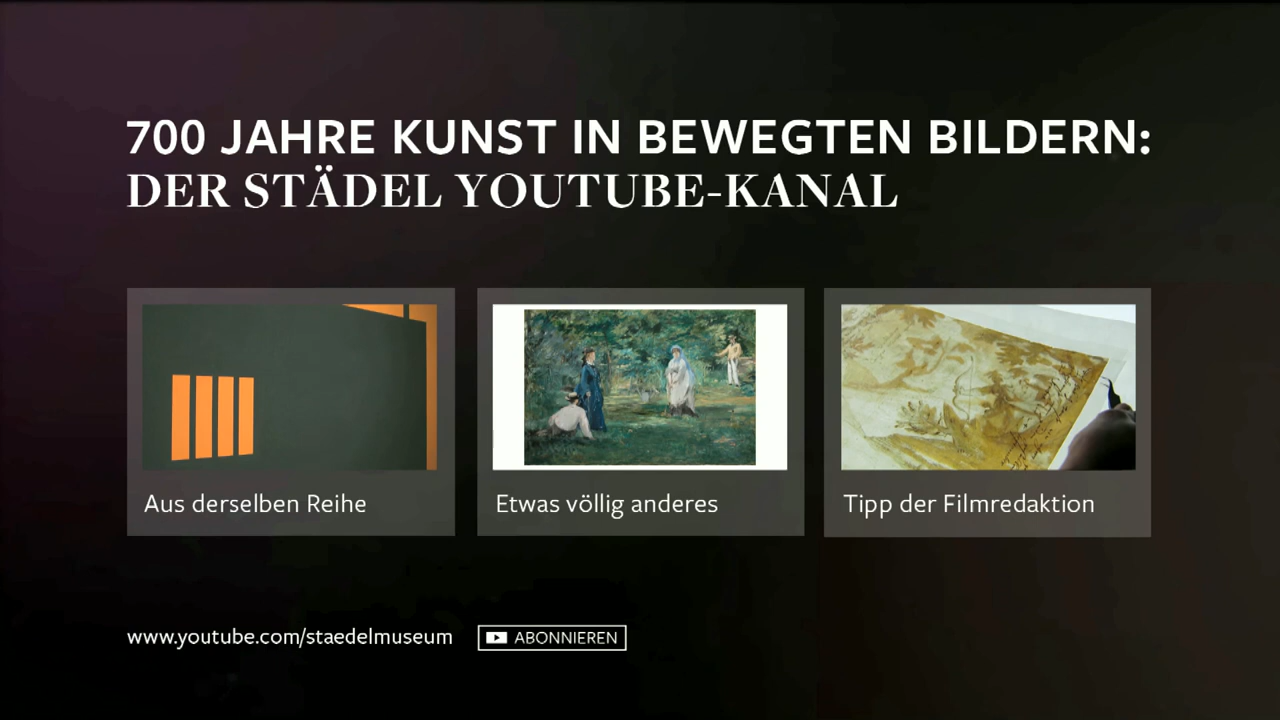 700 JAHRE KUNST IN BEWEGTEN BILDERN:
DER STÄDEL YOUTUBE-KANAL
Aus derselben Reihe
Etwas völlig anderes
Tipp der Filmredaktion
www.youtube.com/staedelmuseum
ABONNIEREN